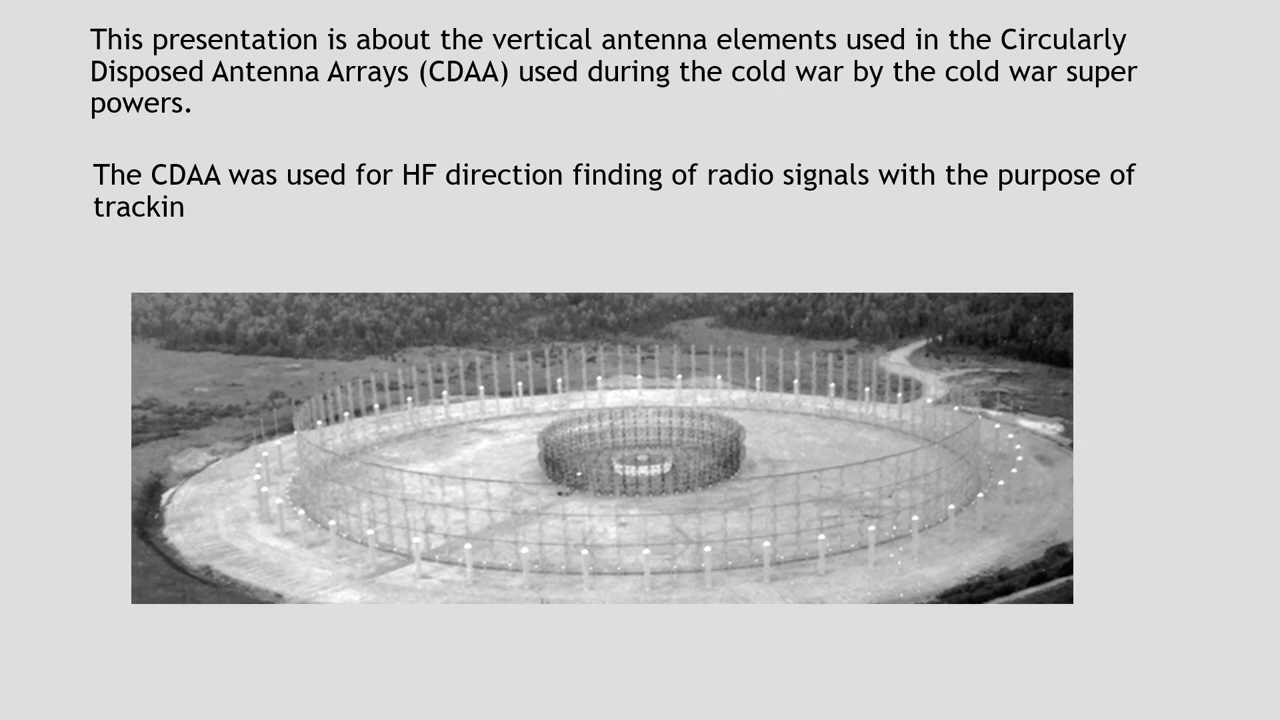 This presentation is about the vertical antenna elements used in the Circularly
Disposed Antenna Arrays (CDAA) used during the cold war by the cold war super
powers.
The CDAA was used for HF direction finding of radio signals with the purpose of
trackin